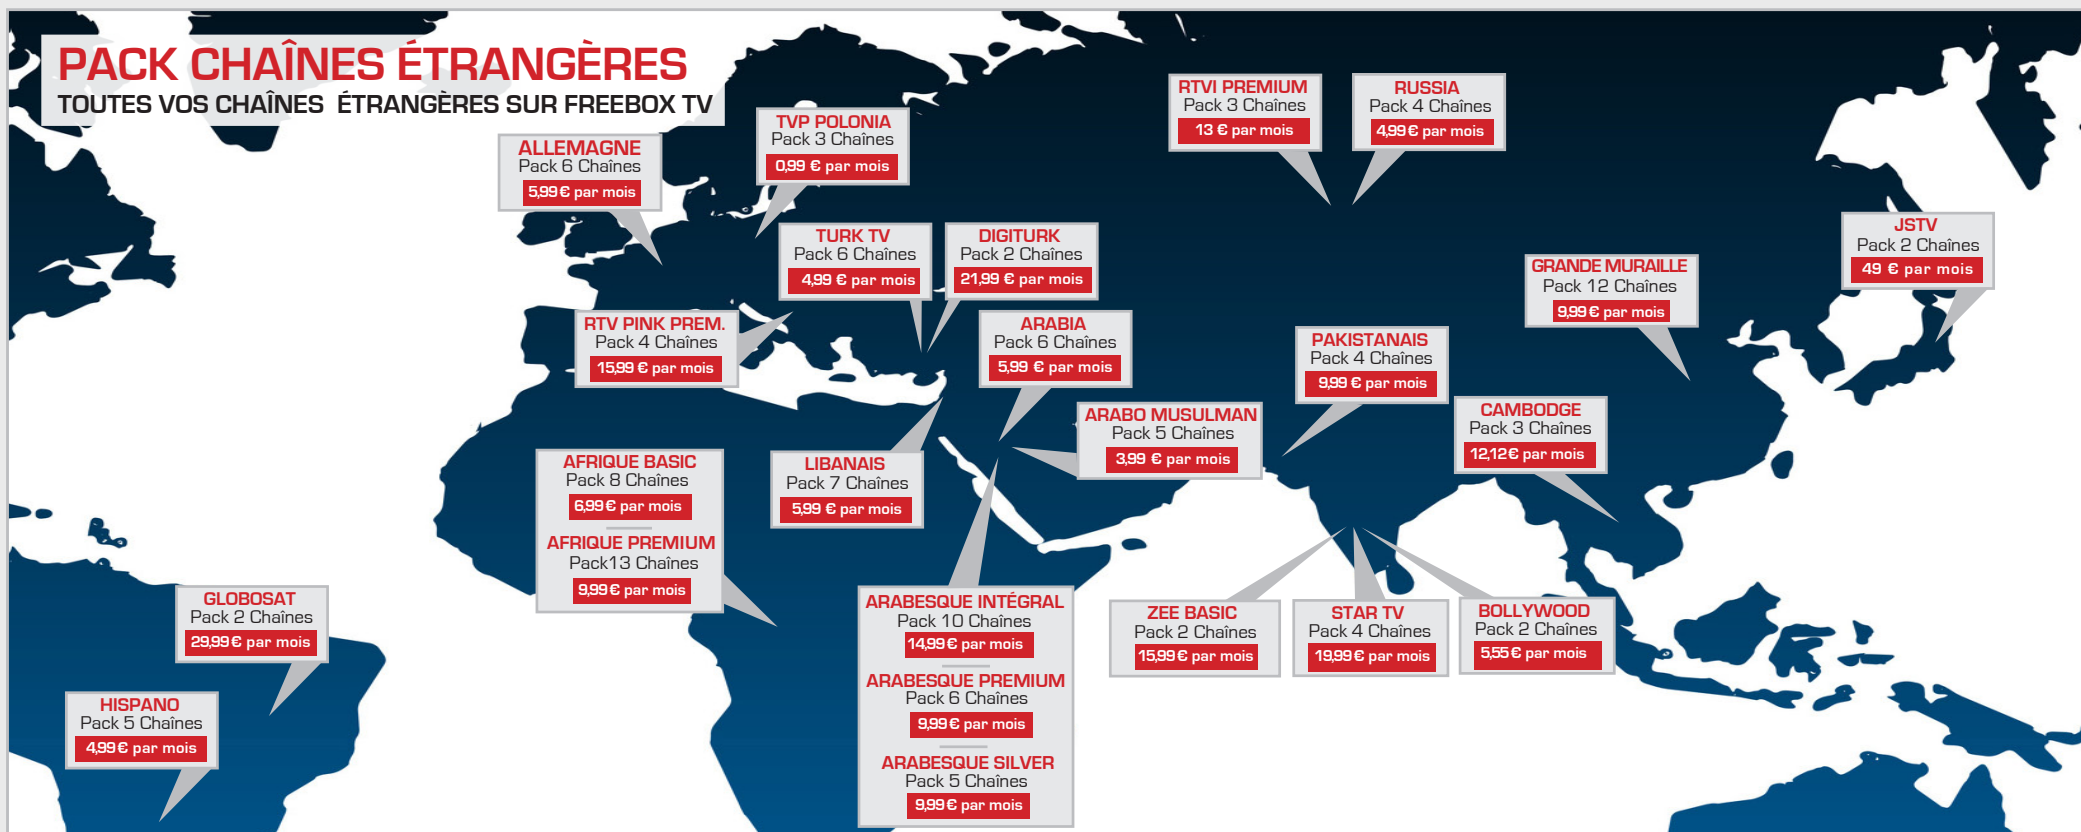 PACK CHAÎNES ÉTRANGÈRES
TOUTES VOS CHAÎNES ÉTRANGÈRES SUR FREEBOX TV
ALLEMAGNE
Pack 6 Chaînes
5,99 € par mois
TVP POLONIA
Pack 3 Chaînes
0,99 € par mois
RTVI PREMIUM
Pack 3 Chaînes
13 € par mois
RUSSIA
Pack 4 Chaînes
4,99 € par mois
TURK TV
Pack 6 Chaînes
4,99 € par mois
DIGITURK
Pack 2 Chaînes
21,99 € par mois
JSTV
Pack 2 Chaînes
49 € par mois
GRANDE MURAILLE
Pack 12 Chaînes
9,99 € par mois
RTV PINK PREM.
Pack 4 Chaînes
15,99 € par mois
ARABIA
Pack 6 Chaînes
5,99 € par mois
PAKISTANAIS
Pack 4 Chaînes
9,99 € par mois
ARABO MUSULMAN
Pack 5 Chaînes
3,99 € par mois
CAMBODGE
Pack 3 Chaînes
12,12€ par mois
AFRIQUE BASIC
Pack 8 Chaînes
6,99 € par mois
AFRIQUE PREMIUM
Pack13 Chaînes
9,99 € par mois
LIBANAIS
Pack 7 Chaînes
5,99 € par mois
GLOBOSAT
Pack 2 Chaînes
29,99 € par mois
HISPANO
Pack 5 Chaînes
4,99 € par mois
ARABESQUE INTÉGRAL
Pack 10 Chaînes
14,99 € par mois
ARABESQUE PREMIUM
Pack 6 Chaînes
9,99 € par mois
ARABESQUE SILVER
Pack 5 Chaînes
9,99 € par mois
ZEE BASIC
Pack 2 Chaînes
15,99 € par mois
STAR TV
Pack 4 Chaînes
19,99 € par mois
BOLLYWOOD
Pack 2 Chaînes
5,55 € par mois